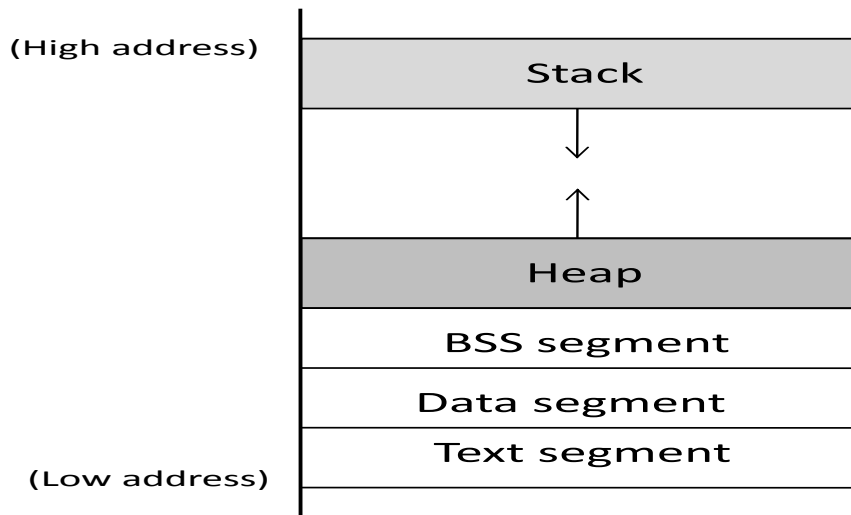 (High address)
Stack
Heap
BSS segment
Data segment
Text segment
(Low address)